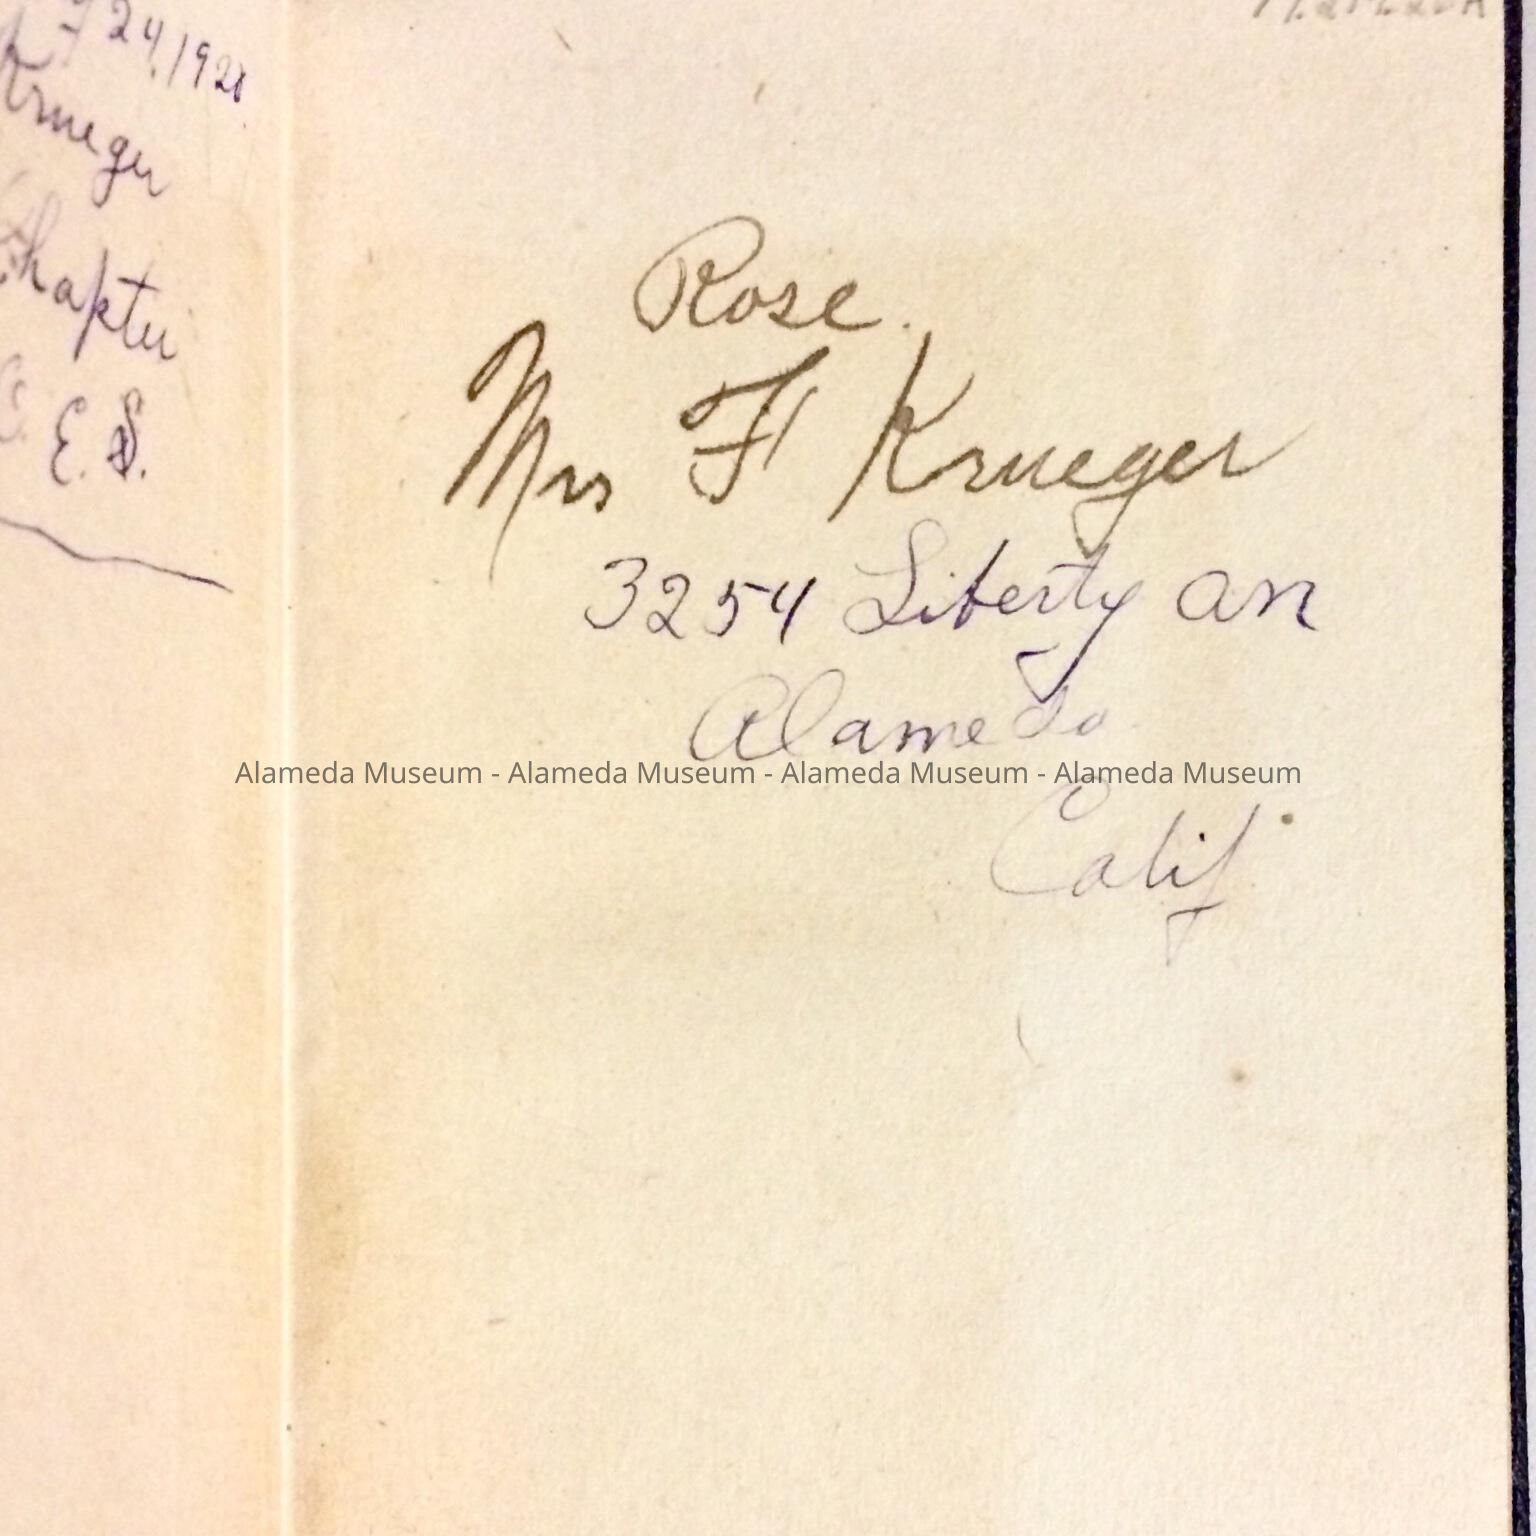 24, 1928
Krueger
Chapter
E. S.
Rose.
Mrs F Krueger
3254 Liberty av
Alameda
Calif
Alameda Museum - Alameda Museum - Alameda Museum - Alameda Museum